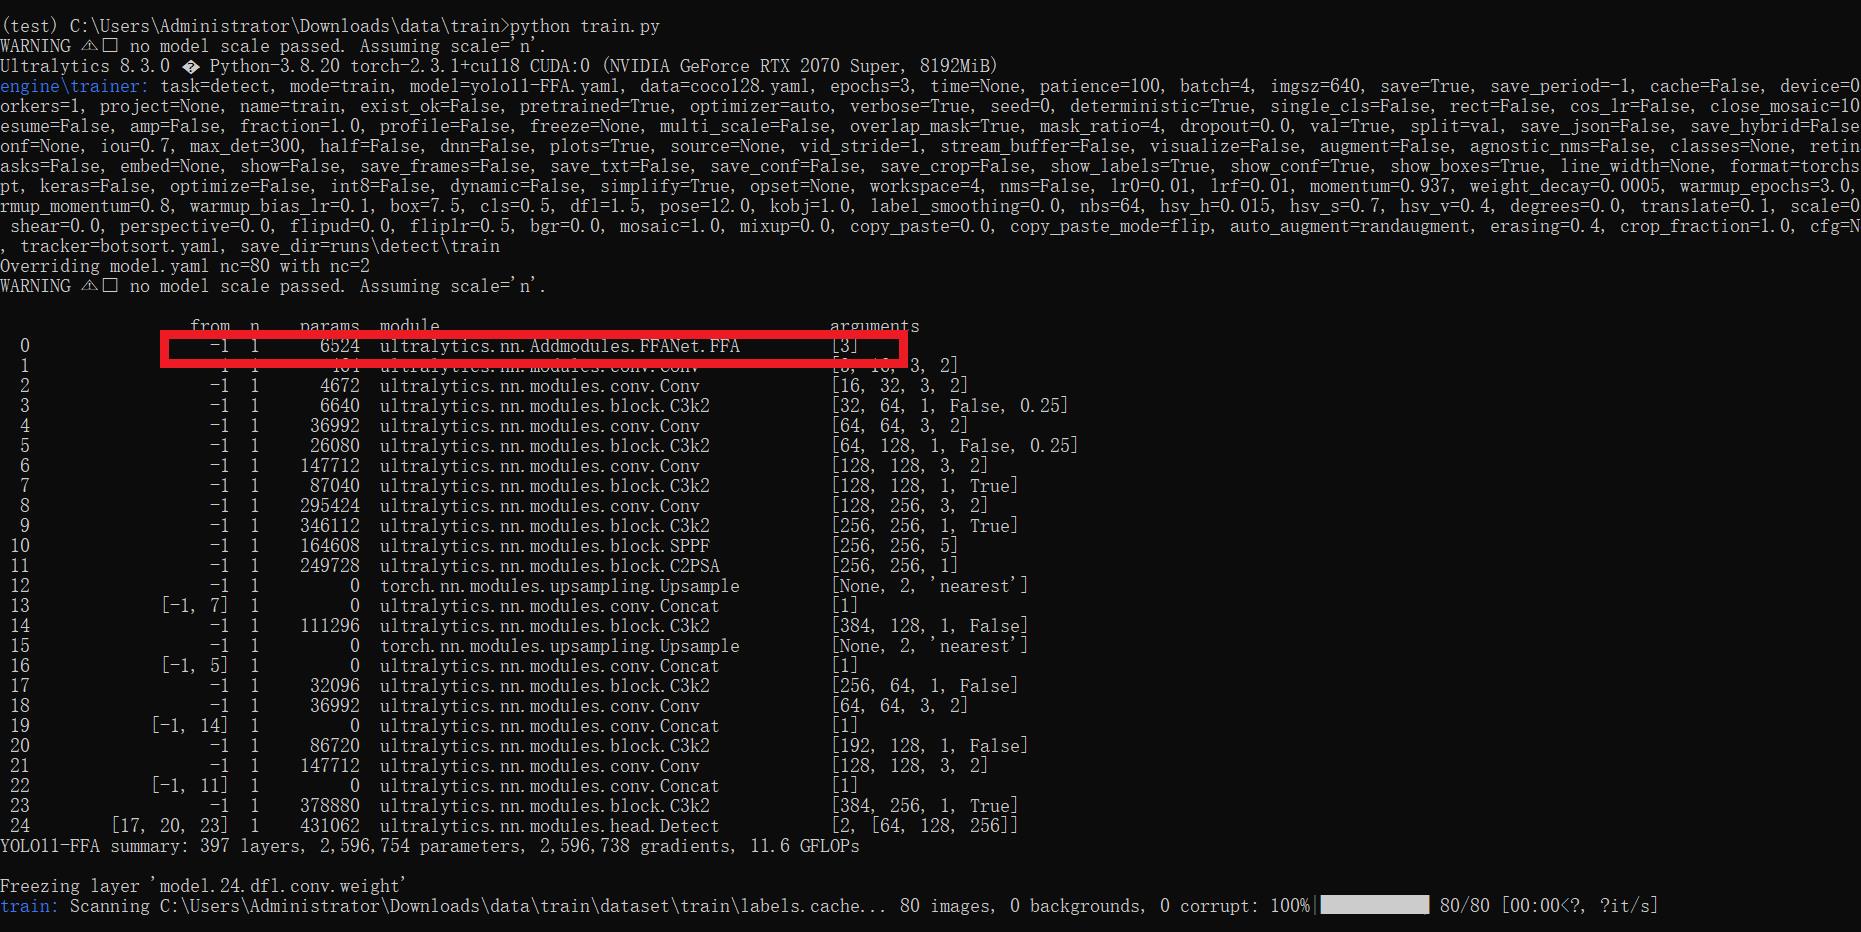 (test) C:\Users\Administrator\Downloads\data\train>python train.py
WARNING ⚠□ no model scale passed. Assuming scale='n'.
Ultralytics 8.3.0 � Python-3.8.20 torch-2.3.1+cu118 CUDA:0 (NVIDIA GeForce RTX 2070 Super, 8192MiB)
engine\trainer: task=detect, mode=train, model=yolo11-FFA.yaml, data=coco128.yaml, epochs=3, time=None, patience=100, batch=4, imgsz=640, save=True, save_period=-1, cache=False, device=0
orkers=1, project=None, name=train, exist_ok=False, pretrained=True, optimizer=auto, verbose=True, seed=0, deterministic=True, single_cls=False, rect=False, cos_lr=False, close_mosaic=10
esume=False, amp=False, fraction=1.0, profile=False, freeze=None, multi_scale=False, overlap_mask=True, mask_ratio=4, dropout=0.0, val=True, split=val, save_json=False, save_hybrid=False
onf=None, iou=0.7, max_det=300, half=False, dnn=False, plots=True, source=None, vid_stride=1, stream_buffer=False, visualize=False, augment=False, agnostic_nms=False, classes=None, retin
asks=False, embed=None, show=False, save_frames=False, save_txt=False, save_conf=False, save_crop=False, show_labels=True, show_conf=True, show_boxes=True, line_width=None, format=torchs
pt, keras=False, optimize=False, int8=False, dynamic=False, simplify=True, opset=None, workspace=4, nms=False, lr0=0.01, lrf=0.01, momentum=0.937, weight_decay=0.0005, warmup_epochs=3.0,
rmup_momentum=0.8, warmup_bias_lr=0.1, box=7.5, cls=0.5, dfl=1.5, pose=12.0, kobj=1.0, label_smoothing=0.0, nbs=64, hsv_h=0.015, hsv_s=0.7, hsv_v=0.4, degrees=0.0, translate=0.1, scale=0
shear=0.0, perspective=0.0, flipud=0.0, fliplr=0.5, bgr=0.0, mosaic=1.0, mixup=0.0, copy_paste=0.0, copy_paste_mode=flip, auto_augment=randaugment, erasing=0.4, crop_fraction=1.0, cfg=N
, tracker=botsort.yaml, save_dir=runs\detect\train
Overriding model.yaml nc=80 with nc=2
WARNING ⚠□ no model scale passed. Assuming scale='n'.
from n params module arguments
0 -1 1 6524 ultralytics.nn.Addmodules.FFANet.FFA [3]
1 -1 1 ultralytics.nn.modules.conv.Conv [3, 16, 3, 2]
2 -1 1 4672 ultralytics.nn.modules.conv.Conv [16, 32, 3, 2]
3 -1 1 6640 ultralytics.nn.modules.block.C3k2 [32, 64, 1, False, 0.25]
4 -1 1 36992 ultralytics.nn.modules.conv.Conv [64, 64, 3, 2]
5 -1 1 26080 ultralytics.nn.modules.block.C3k2 [64, 128, 1, False, 0.25]
6 -1 1 147712 ultralytics.nn.modules.conv.Conv [128, 128, 3, 2]
7 -1 1 87040 ultralytics.nn.modules.block.C3k2 [128, 128, 1, True]
8 -1 1 295424 ultralytics.nn.modules.conv.Conv [128, 256, 3, 2]
9 -1 1 346112 ultralytics.nn.modules.block.C3k2 [256, 256, 1, True]
10 -1 1 164608 ultralytics.nn.modules.block.SPPF [256, 256, 5]
11 -1 1 249728 ultralytics.nn.modules.block.C2PSA [256, 256, 1]
12 -1 1 0 torch.nn.modules.upsampling.Upsample [None, 2, 'nearest']
13 [-1, 7] 1 0 ultralytics.nn.modules.conv.Concat [1]
14 -1 1 111296 ultralytics.nn.modules.block.C3k2 [384, 128, 1, False]
15 -1 1 0 torch.nn.modules.upsampling.Upsample [None, 2, 'nearest']
16 [-1, 5] 1 0 ultralytics.nn.modules.conv.Concat [1]
17 -1 1 32096 ultralytics.nn.modules.block.C3k2 [256, 64, 1, False]
18 -1 1 36992 ultralytics.nn.modules.conv.Conv [64, 64, 3, 2]
19 [-1, 14] 1 0 ultralytics.nn.modules.conv.Concat [1]
20 -1 1 86720 ultralytics.nn.modules.block.C3k2 [192, 128, 1, False]
21 -1 1 147712 ultralytics.nn.modules.conv.Conv [128, 128, 3, 2]
22 [-1, 11] 1 0 ultralytics.nn.modules.conv.Concat [1]
23 -1 1 378880 ultralytics.nn.modules.block.C3k2 [384, 256, 1, True]
24 [17, 20, 23] 1 431062 ultralytics.nn.modules.head.Detect [2, [64, 128, 256]]
YOLO11-FFA summary: 397 layers, 2,596,754 parameters, 2,596,738 gradients, 11.6 GFLOPs
Freezing layer 'model.24.dfl.conv.weight'
train: Scanning C:\Users\Administrator\Downloads\data\train\dataset\train\labels.cache... 80 images, 0 backgrounds, 0 corrupt: 100%|██████████| 80/80 [00:00<?, ?it/s]